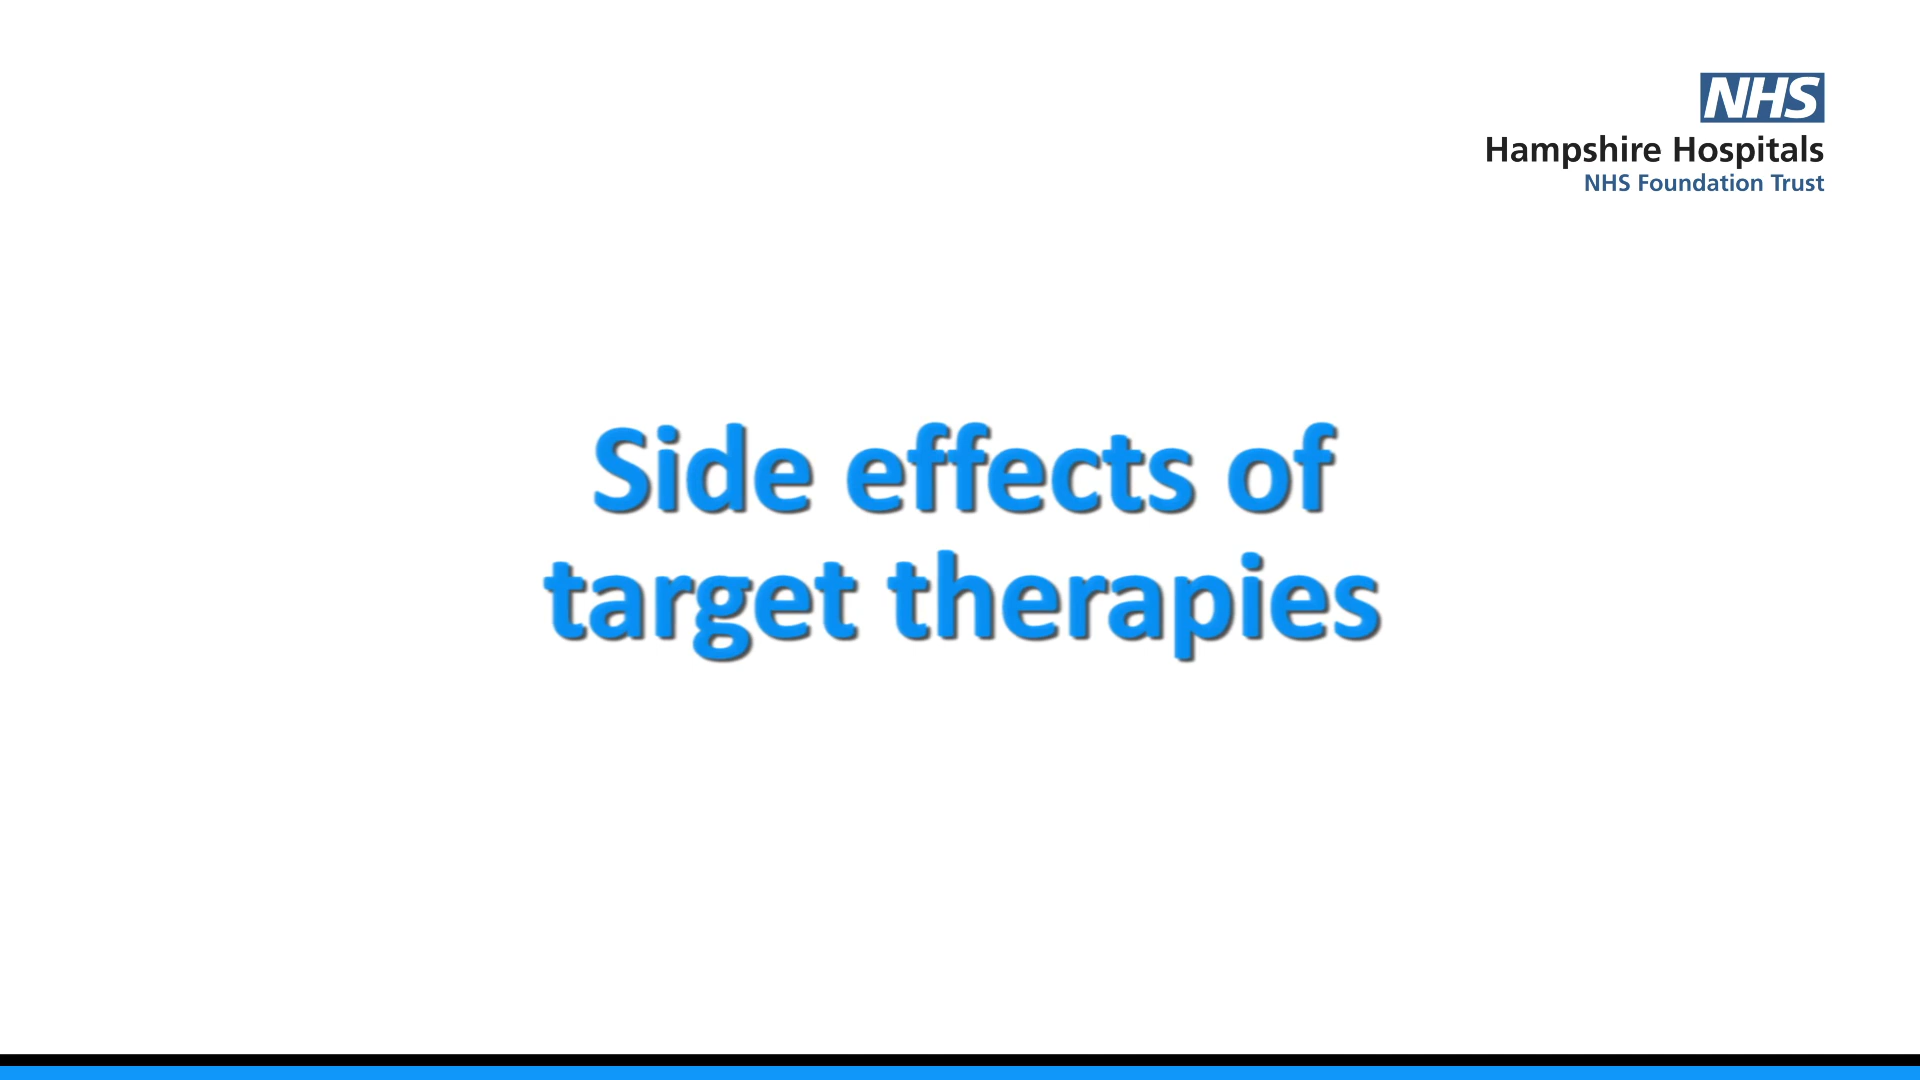 NHS
Hampshire Hospitals
NHS Foundation Trust
Side effects of
target therapies